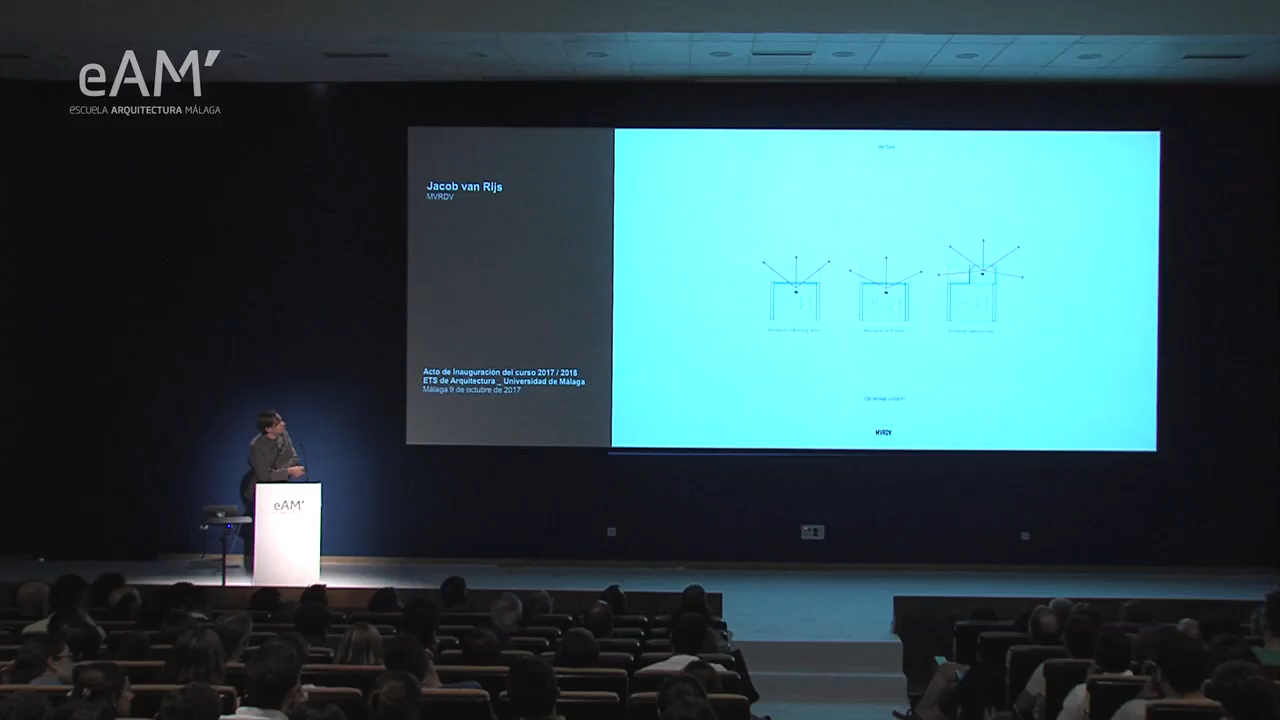 eAM'
ESCUELA ARQUITECTURA MÁLAGA
Jacob van Rijs
MVRDV
Acto de Inauguración del curso 2017 / 2018
ETS de Arquitectura _ Universidad de Málaga
Málaga 9 de octubre de 2017
MVRDV
eAM'